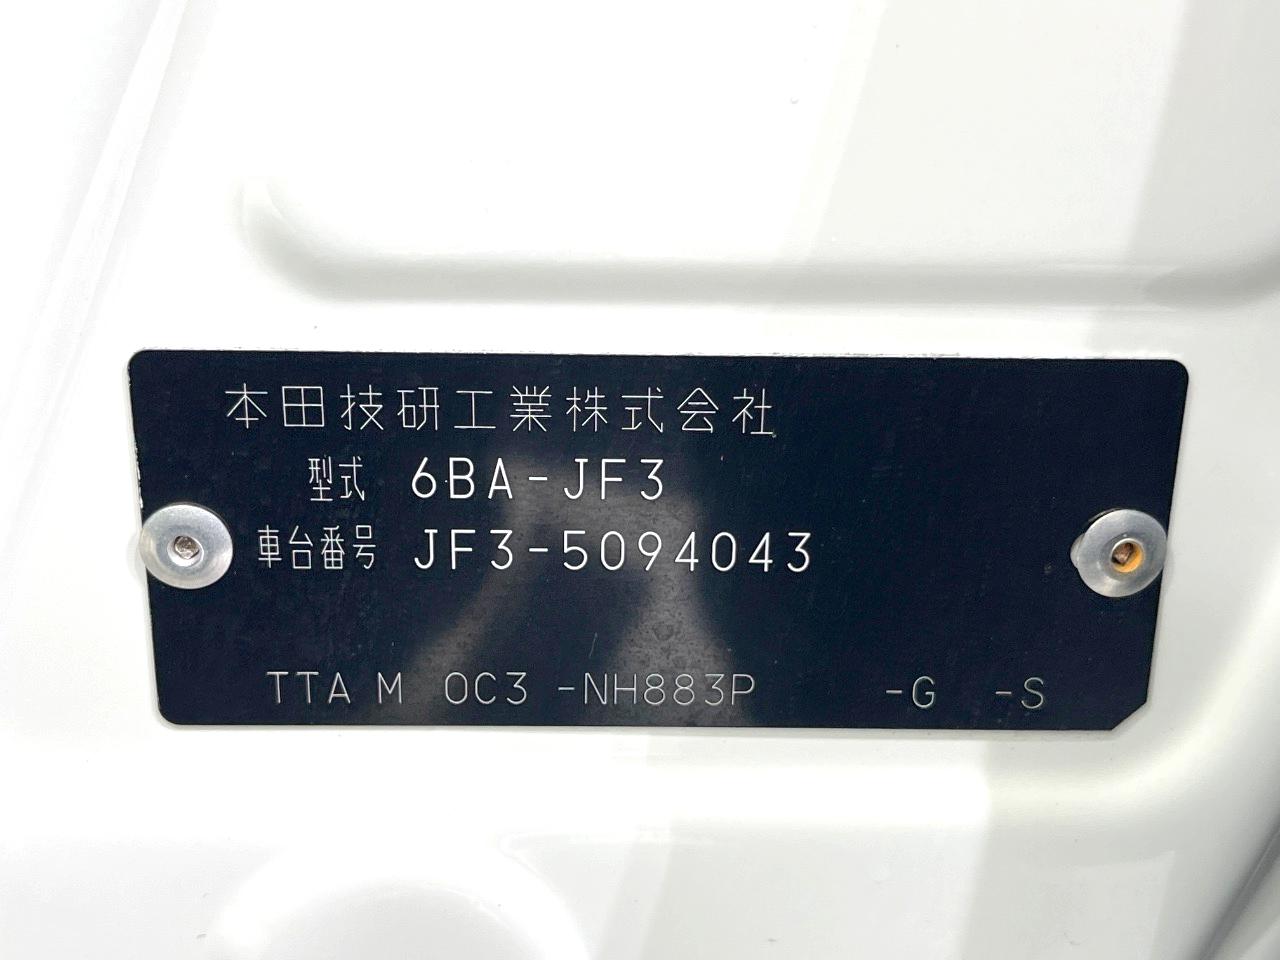 本田技研工業株式会社
型式 6BA-JF3
車台番号 JF3-5094043
TTA M 0C3 -NH883P -G -S